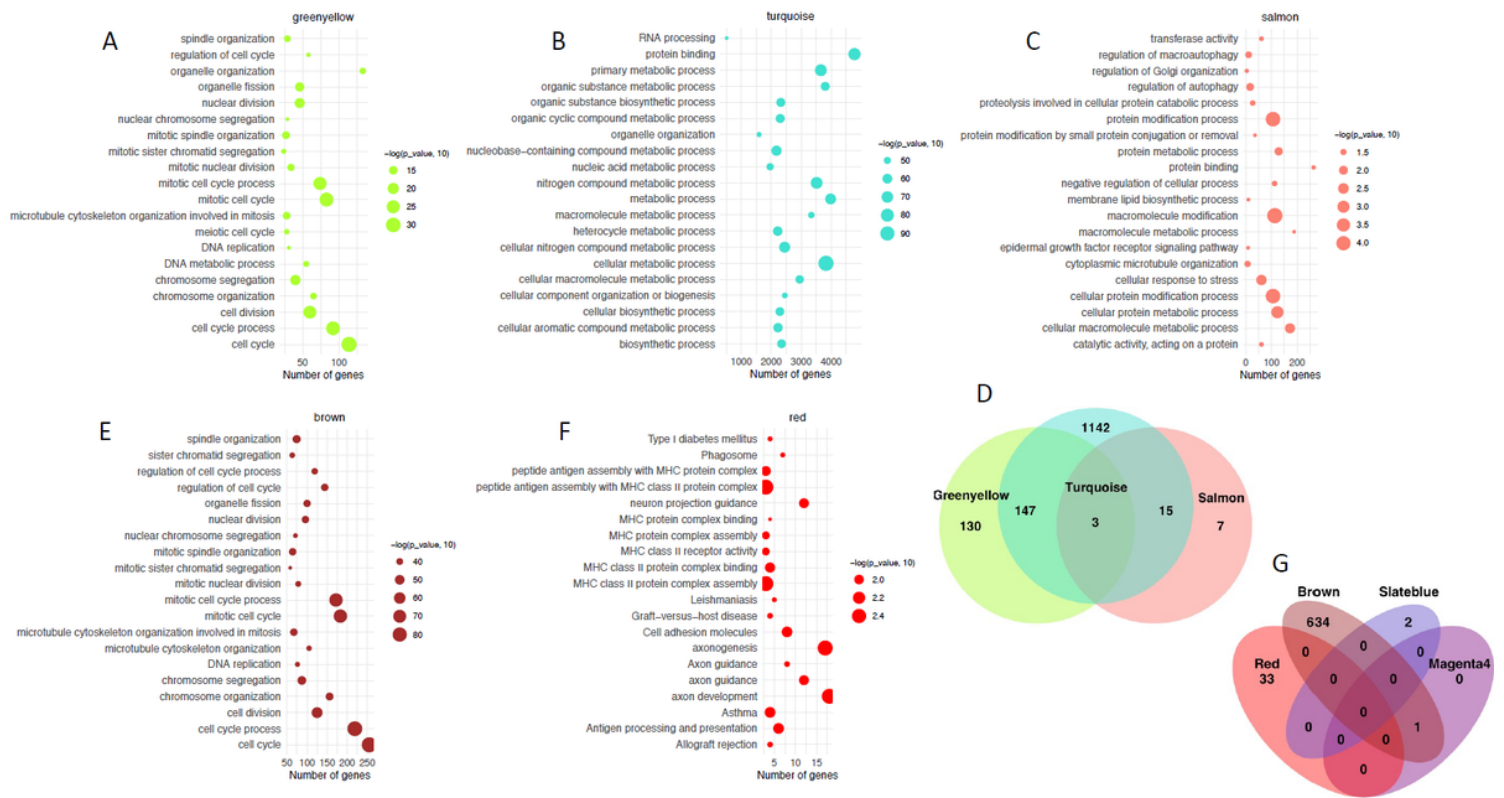 A
greenyellow
spindle organization
regulation of cell cycle
organelle organization
organelle fission
nuclear division
nuclear chromosome segregation
mitotic spindle organization
mitotic sister chromatid segregation
mitotic nuclear division
mitotic cell cycle process
mitotic cell cycle
microtubule cytoskeleton organization involved in mitosis
meiotic cell cycle
DNA replication
DNA metabolic process
chromosome segregation
chromosome organization
cell division
cell cycle process
cell cycle
50 100
Number of genes
-log(p_value, 10)
15
20
25
30
B
turquoise
RNA processing
protein binding
primary metabolic process
organic substance metabolic process
organic substance biosynthetic process
organic cyclic compound metabolic process
organelle organization
nucleobase-containing compound metabolic process
nucleic acid metabolic process
nitrogen compound metabolic process
metabolic process
macromolecule metabolic process
heterocycle metabolic process
cellular nitrogen compound metabolic process
cellular metabolic process
cellular macromolecule metabolic process
cellular component organization or biogenesis
cellular biosynthetic process
cellular aromatic compound metabolic process
biosynthetic process
1000 2000 3000 4000
Number of genes
-log(p_value, 10)
50
60
70
80
90
C
salmon
transferase activity
regulation of macroautophagy
regulation of Golgi organization
regulation of autophagy
proteolysis involved in cellular protein catabolic process
protein modification process
protein modification by small protein conjugation or removal
protein metabolic process
protein binding
negative regulation of cellular process
membrane lipid biosynthetic process
macromolecule modification
macromolecule metabolic process
epidermal growth factor receptor signaling pathway
cytoplasmic microtubule organization
cellular response to stress
cellular protein modification process
cellular protein metabolic process
cellular macromolecule metabolic process
catalytic activity, acting on a protein
0 100 200
Number of genes
-log(p_value, 10)
1.5
2.0
2.5
3.0
3.5
4.0
D
1142
Greenyellow
Turquoise
Salmon
130
147
3
15
7
E
brown
spindle organization
sister chromatid segregation
regulation of cell cycle process
regulation of cell cycle
organelle fission
nuclear division
nuclear chromosome segregation
mitotic spindle organization
mitotic sister chromatid segregation
mitotic nuclear division
mitotic cell cycle process
mitotic cell cycle
microtubule cytoskeleton organization involved in mitosis
microtubule cytoskeleton organization
DNA replication
chromosome segregation
chromosome organization
cell division
cell cycle process
cell cycle
50 100 150 200 250
Number of genes
-log(p_value, 10)
40
50
60
70
80
F
red
Type I diabetes mellitus
Phagosome
peptide antigen assembly with MHC protein complex
peptide antigen assembly with MHC class II protein complex
neuron projection guidance
MHC protein complex binding
MHC protein complex assembly
MHC class II receptor activity
MHC class II protein complex binding
MHC class II protein complex assembly
Leishmaniasis
Graft-versus-host disease
Cell adhesion molecules
axonogenesis
Axon guidance
axon guidance
axon development
Asthma
Antigen processing and presentation
Allograft rejection
5 10 15
Number of genes
-log(p_value, 10)
2.0
2.2
2.4
G
Brown
Slateblue
634
2
0
0
0
Red
Magenta4
33
0
0
0
0
0
1
0
0
0